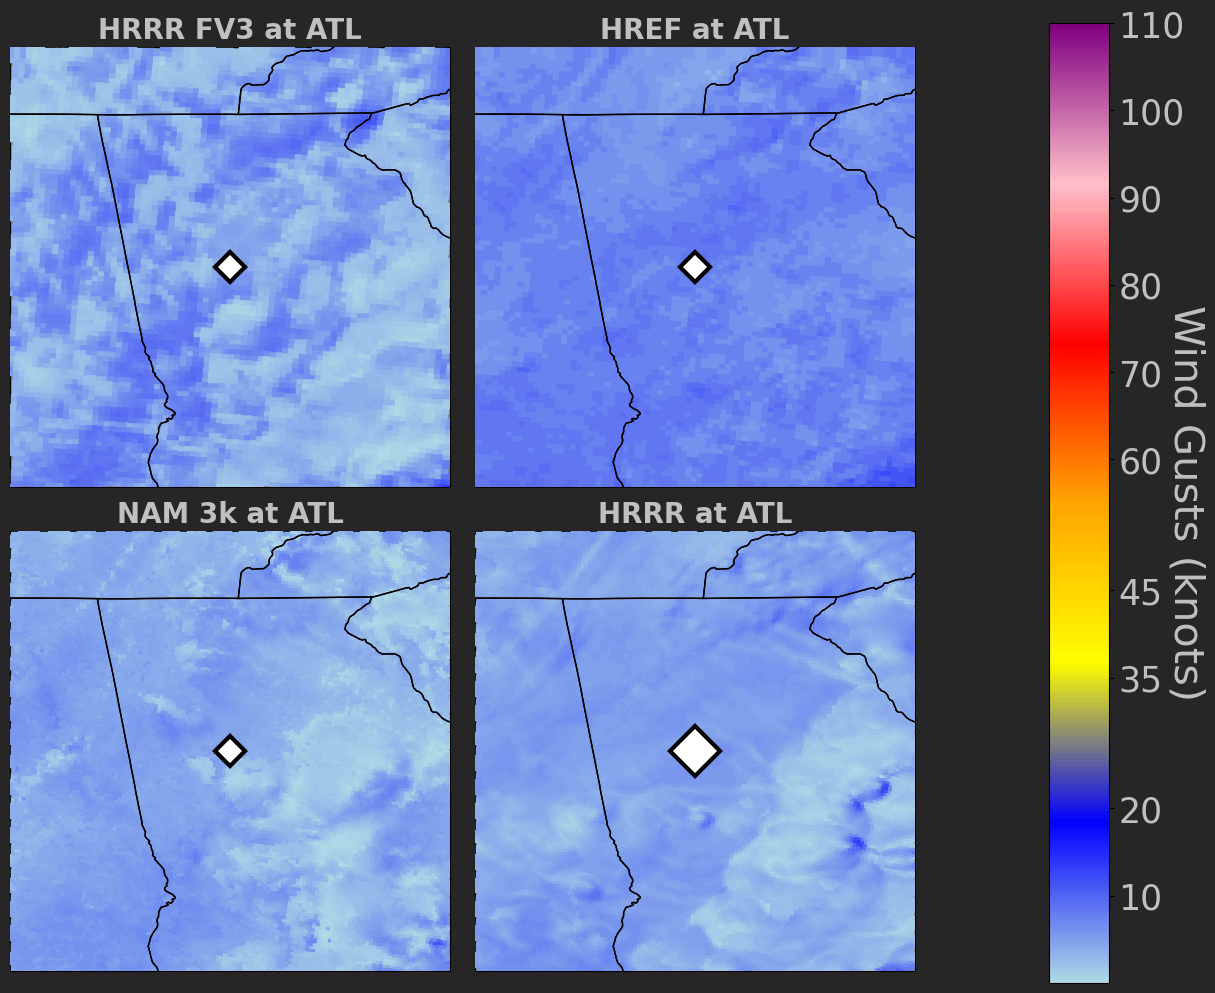 HRRR FV3 at ATL
HREF at ATL
NAM 3k at ATL
HRRR at ATL
110
100
90
80
70
60
45
35
20
10
Wind Gusts (knots)